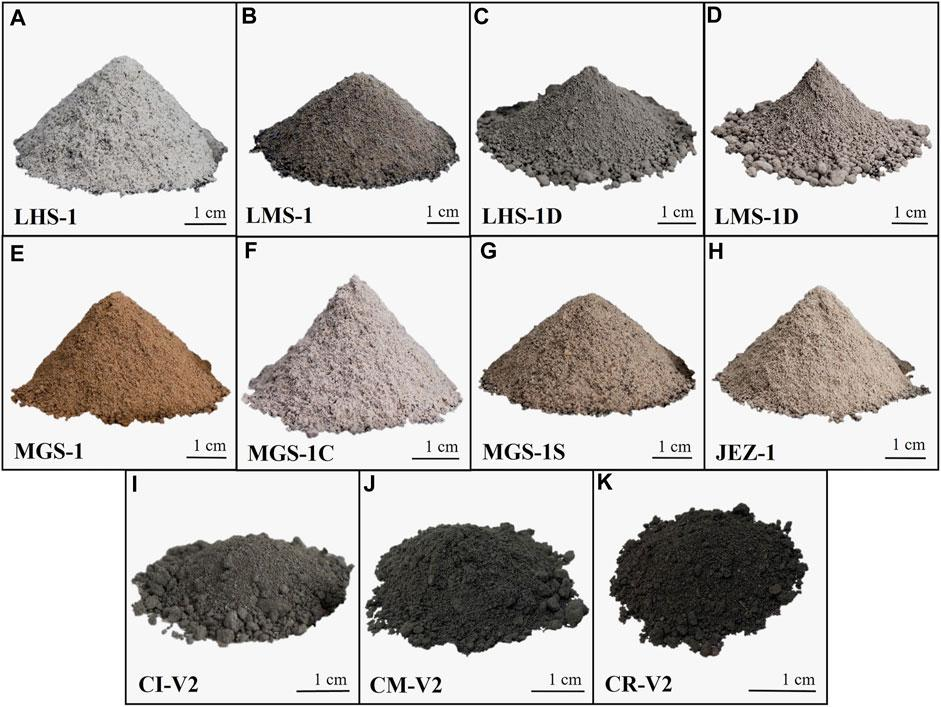 A
LHS-1
1 cm
B
LMS-1
1 cm
C
LHS-1D
1 cm
D
LMS-1D
1 cm
E
MGS-1
1 cm
F
MGS-1C
1 cm
G
MGS-1S
1 cm
H
JEZ-1
1 cm
I
CI-V2
1 cm
J
CM-V2
1 cm
K
CR-V2
1 cm